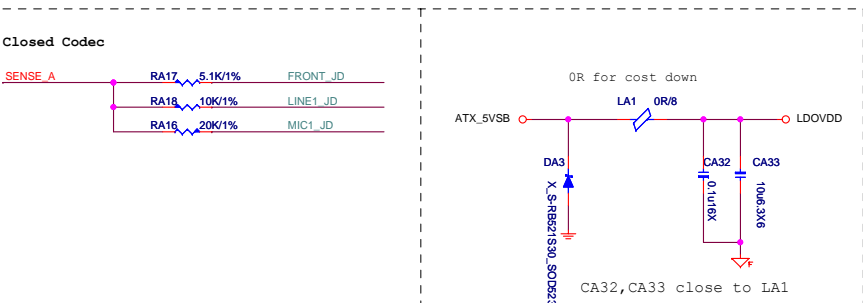 Closed Codec
SENSE_A
RA17 5.1K/1% FRONT_JD
RA18 10K/1% LINE1_JD
RA16 20K/1% MIC1_JD
0R for cost down
LA1 0R/8
ATX_5VSB
LDOVDD
DA3
X_S-RB521S30_SOD523
CA32
0.1u16X
CA33
10u6.3X6
F
CA32,CA33 close to LA1